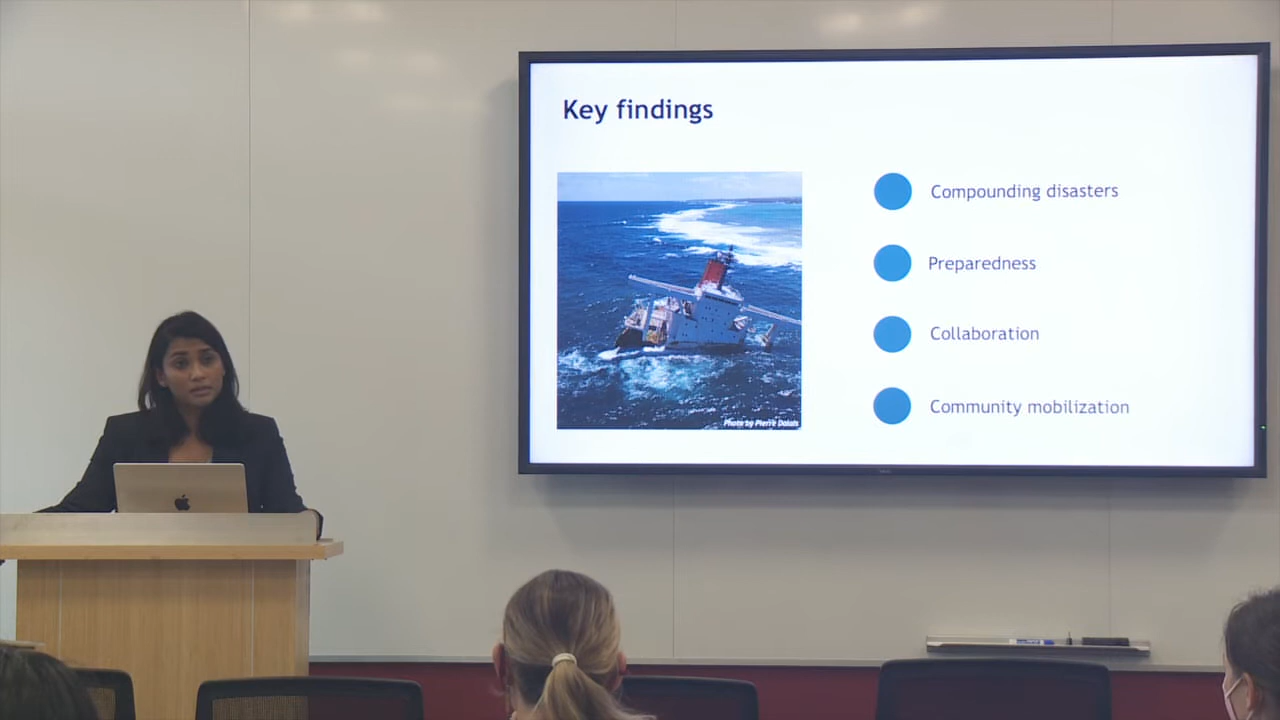 Key findings
Compounding disasters
Preparedness
Collaboration
Community mobilization
Photo by Pierre Dalais